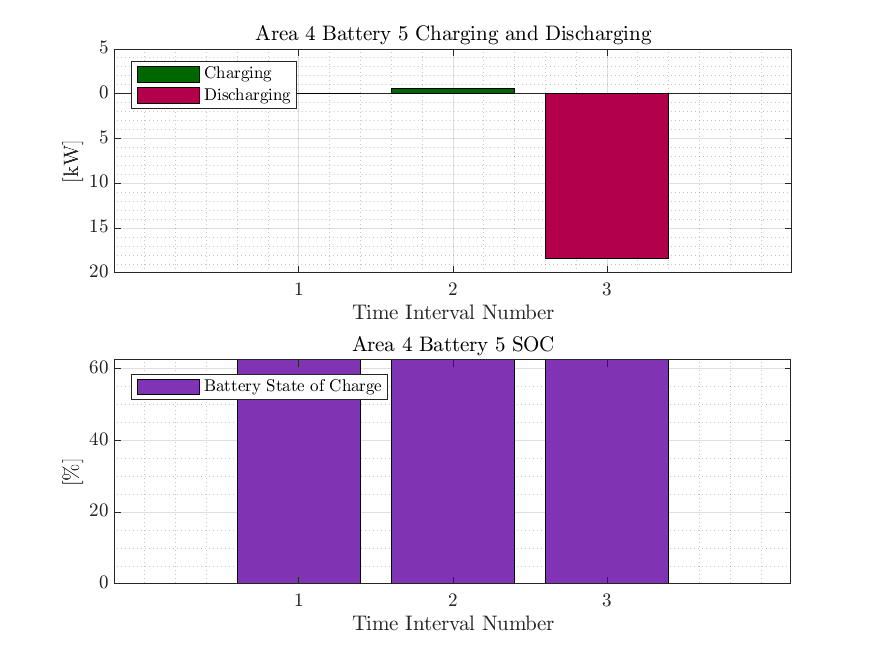 Area 4 Battery 5 Charging and Discharging
5
Charging
0
Discharging
5
[kW]
10
15
20
1 2 3
Time Interval Number
Area 4 Battery 5 SOC
60
Battery State of Charge
40
[%]
20
0
1 2 3
Time Interval Number